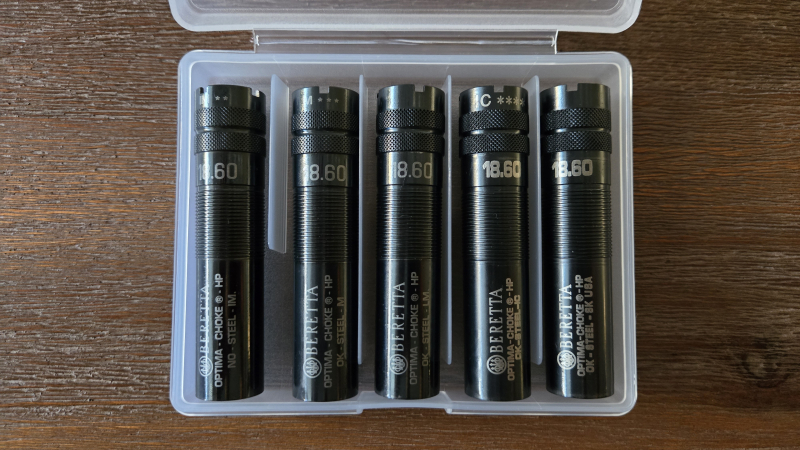 **
18.60
BERETTA
OPTIMA - CHOKE ® - HP
NO - STEEL - IM.
M ***
18.60
BERETTA
OPTIMA - CHOKE ® - HP
OK - STEEL - M
18.60
BERETTA
OPTIMA - CHOKE ® - HP
OK - STEEL - LM
C ****
18.60
BERETTA
OPTIMA-CHOKE ® - HP
OK-STEEL-IC
18.60
BERETTA
OPTIMA-CHOKE ® - HP
OK - STEEL - SK USA